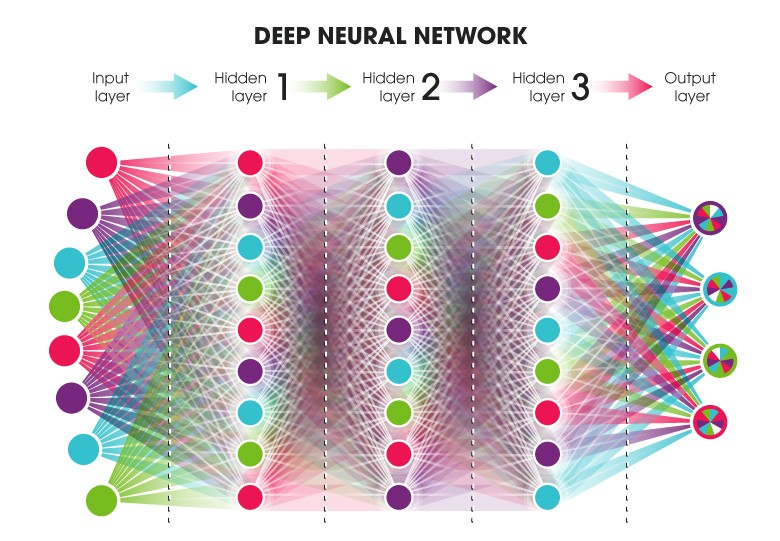 DEEP NEURAL NETWORK
Input
layer
Hidden
layer 1
Hidden
layer 2
Hidden
layer 3
Output
layer